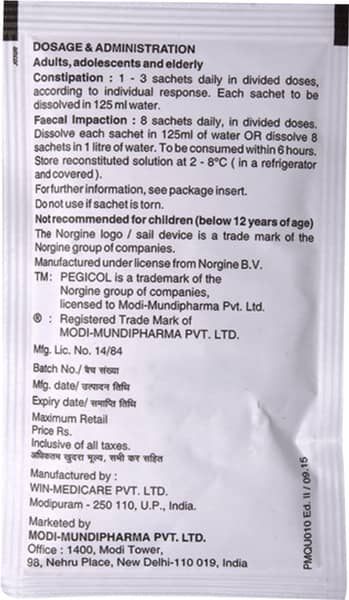 DOSAGE & ADMINISTRATION
Adults, adolescents and elderly
Constipation : 1 - 3 sachets daily in divided doses,
according to individual response. Each sachet to be
dissolved in 125 ml water.
Faecal Impaction : 8 sachets daily, in divided doses.
Dissolve each sachet in 125ml of water OR dissolve 8
sachets in 1 litre of water. To be consumed within 6 hours.
Store reconstituted solution at 2 - 8°C ( in a refrigerator
and covered).
For further information, see package insert.
Do not use if sachet is torn.
Not recommended for children (below 12 years of age)
The Norgine logo / sail device is a trade mark of the
Norgine group of companies.
Manufactured under license from Norgine B.V.
TM: PEGICOL is a trademark of the
Norgine group of companies,
licensed to Modi-Mundipharma Pvt. Ltd.
® : Registered Trade Mark of
MODI-MUNDIPHARMA PVT. LTD.
Mfg. Lic. No. 14/84
Batch No./ बैच संख्या
Mfg. date/ उत्पादन तिथि
Expiry date/ समाप्ति तिथि
Maximum Retail
Price Rs.
Inclusive of all taxes.
अधिकतम खुदरा मूल्य, सभी कर सहित
Manufactured by :
WIN-MEDICARE PVT. LTD.
Modipuram - 250 110, U.P., India.
Marketed by
MODI-MUNDIPHARMA PVT. LTD.
Office : 1400, Modi Tower,
98, Nehru Place, New Delhi-110 019, India
PMQU010 Ed. II / 09.15